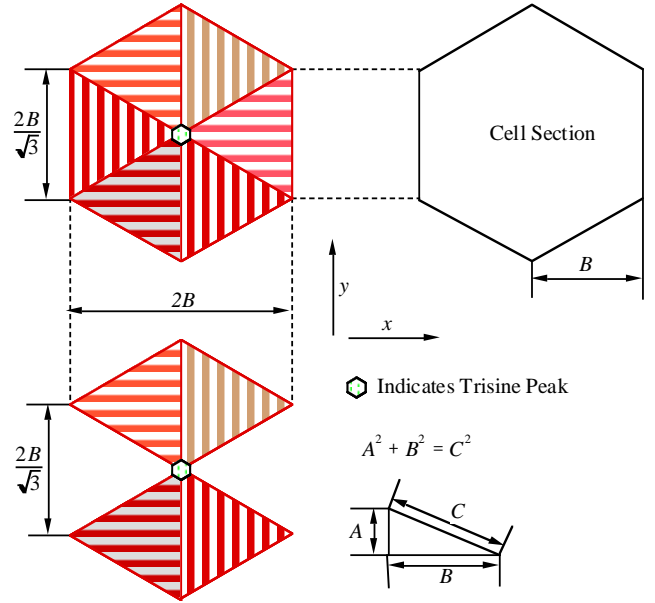 2B
√3
Cell Section
B
2B
y
x
Indicates Trisine Peak
2B
√3
A² + B² = C²
C
A
B